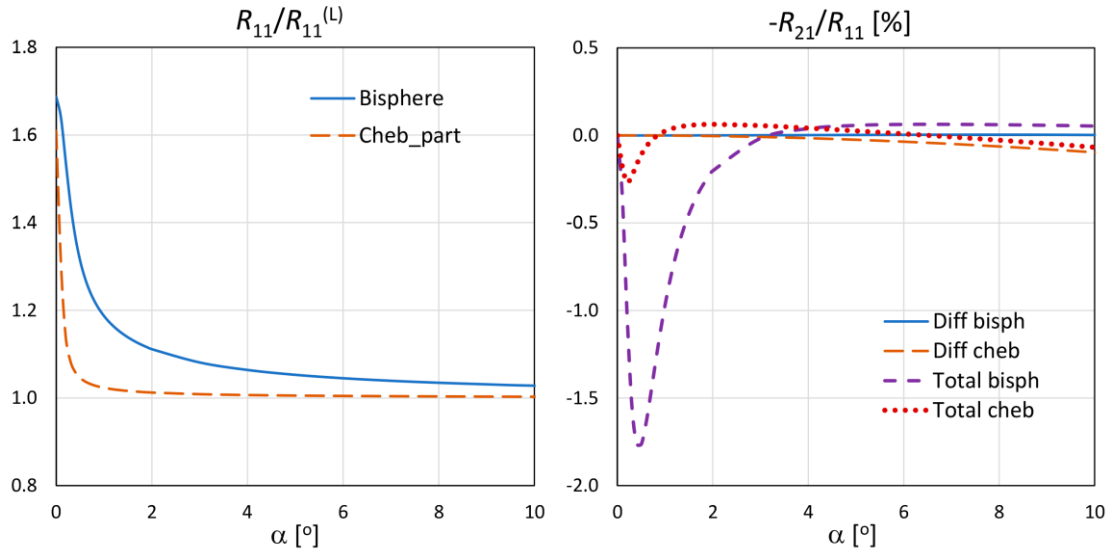 R₁₁/R₁₁⁽ᴸ⁾
1.8
1.6
1.4
1.2
1.0
0.8
Bisphere
Cheb_part
0 2 4 6 8 10
α [º]
-R₂₁/R₁₁ [%]
0.5
0.0
-0.5
-1.0
-1.5
-2.0
Diff bisph
Diff cheb
Total bisph
Total cheb
0 2 4 6 8 10
α [º]